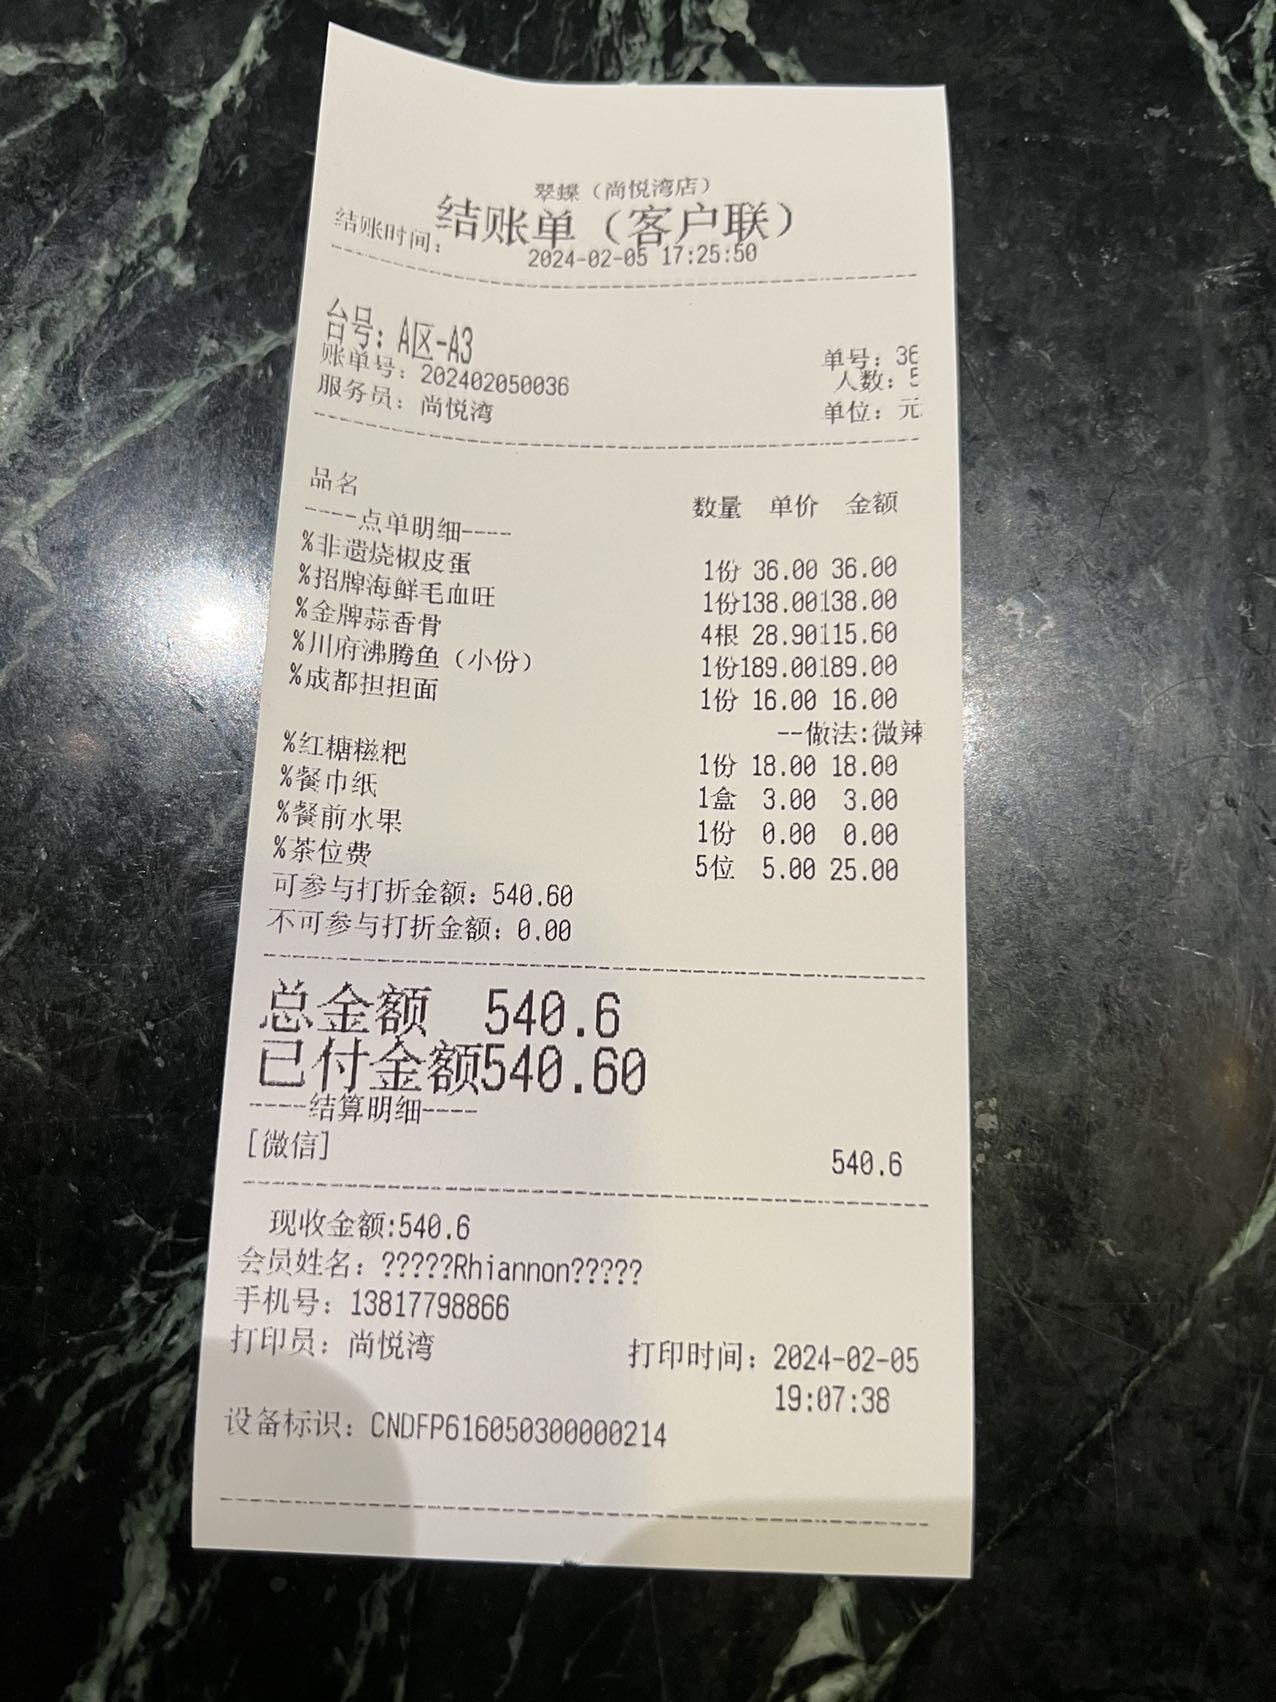 翠蝶（尚悦湾店）
结账单（客户联）
结账时间： 2024-02-05 17:25:50
台号：A区-A3
账单号：202402050036 单号：36
服务员：尚悦湾 人数：5
单位：元
品名 数量 单价 金额
----点单明细----
%非遗烧椒皮蛋 1份 36.00 36.00
%招牌海鲜毛血旺 1份138.00138.00
%金牌蒜香骨 4根 28.90115.60
%川府沸腾鱼（小份） 1份189.00189.00
%成都担担面 1份 16.00 16.00
--做法:微辣
%红糖糍粑 1份 18.00 18.00
%餐巾纸 1盒 3.00 3.00
%餐前水果 1份 0.00 0.00
%茶位费 5位 5.00 25.00
可参与打折金额：540.60
不可参与打折金额：0.00
总金额 540.6
已付金额540.60
----结算明细----
[微信] 540.6
现收金额:540.6
会员姓名：?????Rhiannon?????
手机号：13817798866
打印员：尚悦湾 打印时间：2024-02-05
19:07:38
设备标识：CNDFP616050300000214